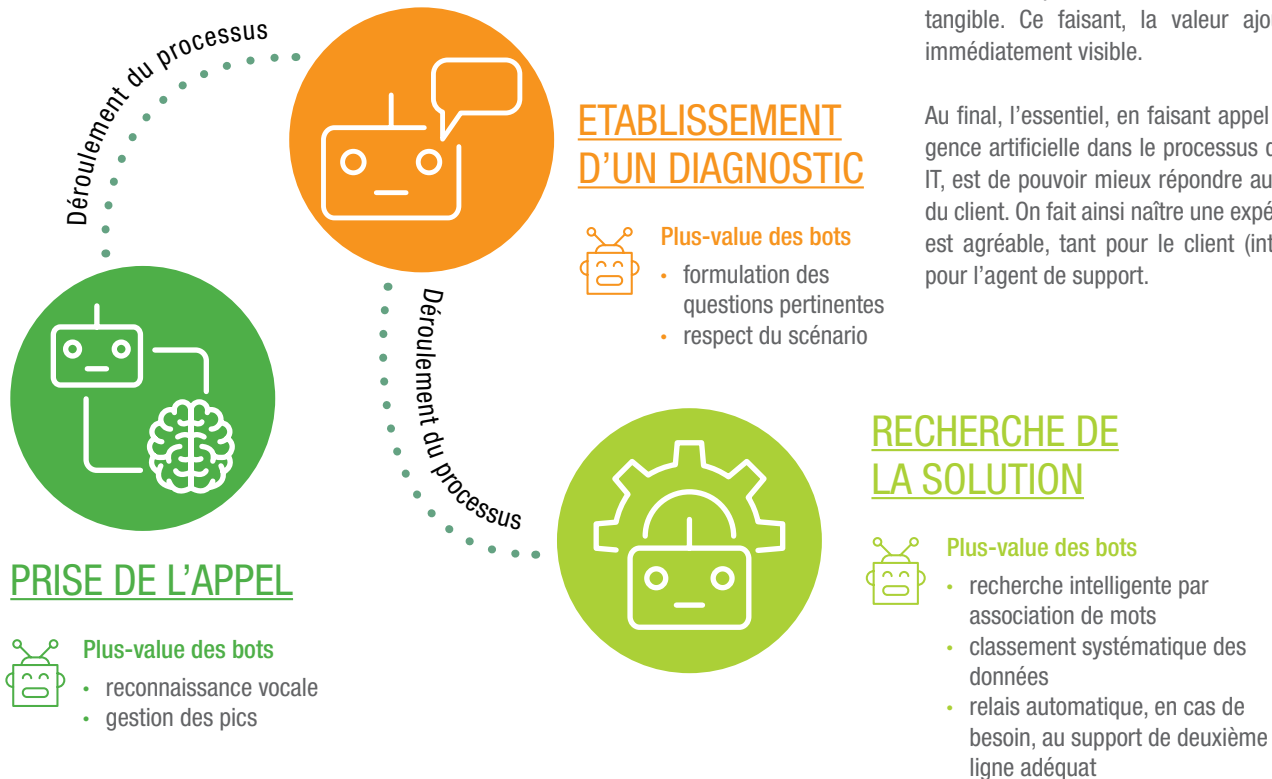 Déroulement du processus
PRISE DE L’APPEL
Plus-value des bots
• reconnaissance vocale
• gestion des pics
ETABLISSEMENT
D’UN DIAGNOSTIC
Plus-value des bots
• formulation des
questions pertinentes
• respect du scénario
Déroulement du processus
RECHERCHE DE
LA SOLUTION
Plus-value des bots
• recherche intelligente par
association de mots
• classement systématique des
données
• relais automatique, en cas de
besoin, au support de deuxième
ligne adéquat
tangible. Ce faisant, la valeur ajo
immédiatement visible.
Au final, l’essentiel, en faisant appel
gence artificielle dans le processus
IT, est de pouvoir mieux répondre au
du client. On fait ainsi naître une expé
est agréable, tant pour le client (int
pour l’agent de support.